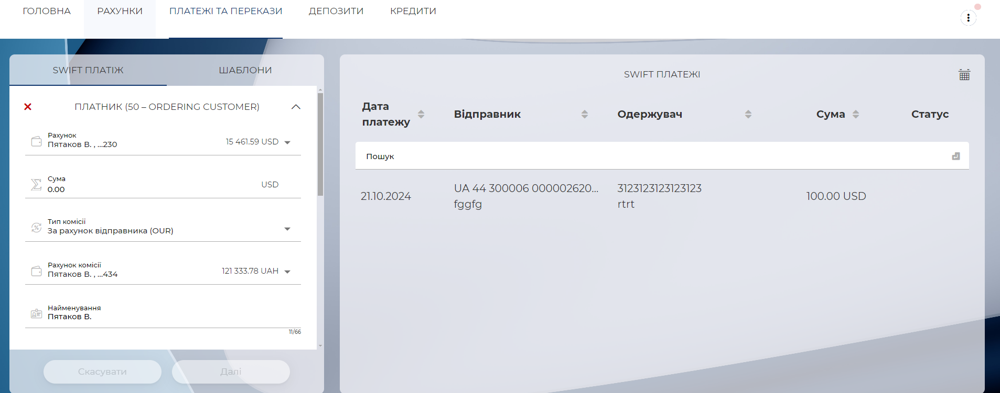 ГОЛОВНА РАХУНКИ ПЛАТЕЖІ ТА ПЕРЕКАЗИ ДЕПОЗИТИ КРЕДИТИ
SWIFT ПЛАТІЖ ШАБЛОНИ
ПЛАТНИК (50 – ORDERING CUSTOMER)
Рахунок
Пятаков В. , ...230 15 461.59 USD
Сума
0.00 USD
Тип комісії
За рахунок відправника (OUR)
Рахунок комісії
Пятаков В. , ...434 121 333.78 UAH
Найменування
Пятаков В.
11/66
Скасувати Далі
SWIFT ПЛАТЕЖІ
Дата
платежу Відправник Одержувач Сума Статус
Пошук
21.10.2024 UA 44 300006 000002620... 3123123123123123 100.00 USD
fggfg rtrt